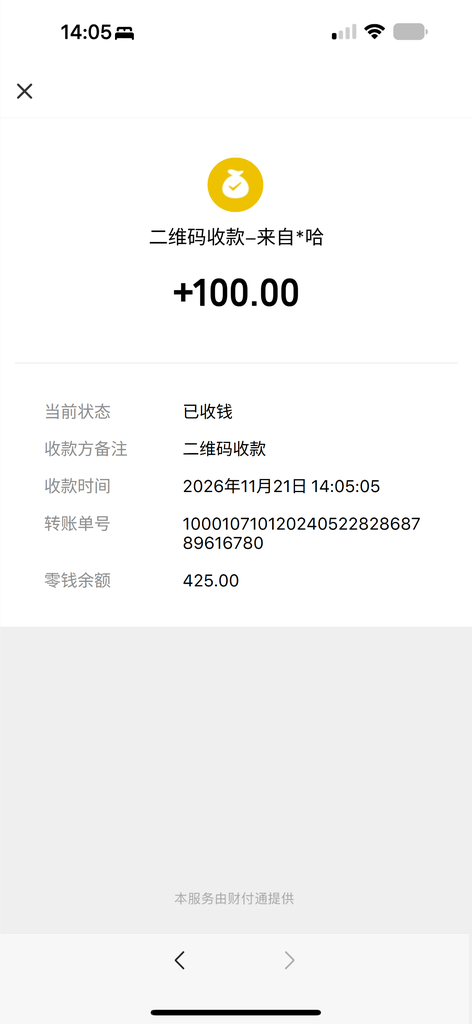 14:05
二维码收款-来自*哈
+100.00
当前状态 已收钱
收款方备注 二维码收款
收款时间 2026年11月21日 14:05:05
转账单号 100010710120240522828687
89616780
零钱余额 425.00
本服务由财付通提供